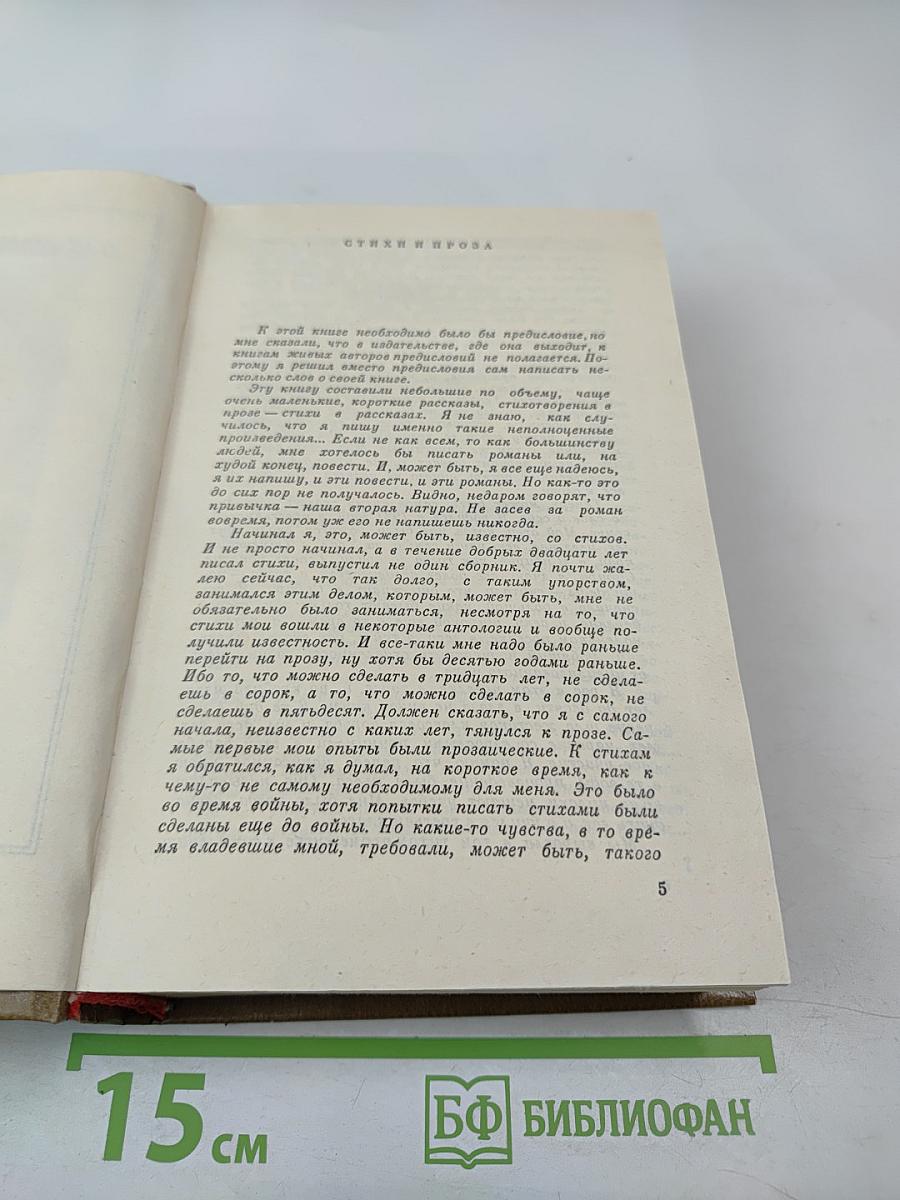 СТИХИ И ПРОЗА
К этой книге необходимо было бы предисловие, но
мне сказали, что в издательстве, где она выходит, к
книгам живых авторов предисловий не полагается. По-
этому я решил вместо предисловия сам написать не-
сколько слов о своей книге.
Эту книгу составили небольшие по объему, чаще
очень маленькие, короткие рассказы, стихотворения в
прозе — стихи в рассказах. Я не знаю, как слу-
чилось, что я пишу именно такие неполноценные
произведения... Если не как всем, то как большинству
людей, мне хотелось бы писать романы или, на
худой конец, повести. И, может быть, я все еще надеюсь,
я их напишу, и эти повести, и эти романы. Но как-то это
до сих пор не получалось. Видно, недаром говорят, что
привычка — наша вторая натура. Не засев за роман
вовремя, потом уж его не напишешь никогда.
Начинал я, это, может быть, известно, со стихов.
И не просто начинал, а в течение добрых двадцати лет
писал стихи, выпустил не один сборник. Я почти жа-
лею сейчас, что так долго, с таким упорством,
занимался этим делом, которым, может быть, мне не
обязательно было заниматься, несмотря на то, что
стихи мои вошли в некоторые антологии и вообще по-
лучили известность. И все-таки мне надо было раньше
перейти на прозу, ну хотя бы десятью годами раньше.
Ибо то, что можно сделать в тридцать лет, не сдела-
ешь в сорок, а то, что можно сделать в сорок, не
сделаешь в пятьдесят. Должен сказать, что я с самого
начала, неизвестно с каких лет, тянулся к прозе. Са-
мые первые мои опыты были прозаические. К стихам
я обратился, как я думал, на короткое время, как к
чему-то не самому необходимому для меня. Это было
во время войны, хотя попытки писать стихами были
сделаны еще до войны. Но какие-то чувства, в то вре-
мя владевшие мной, требовали, может быть, такого
5
15 см
БФ БИБЛИОФАН